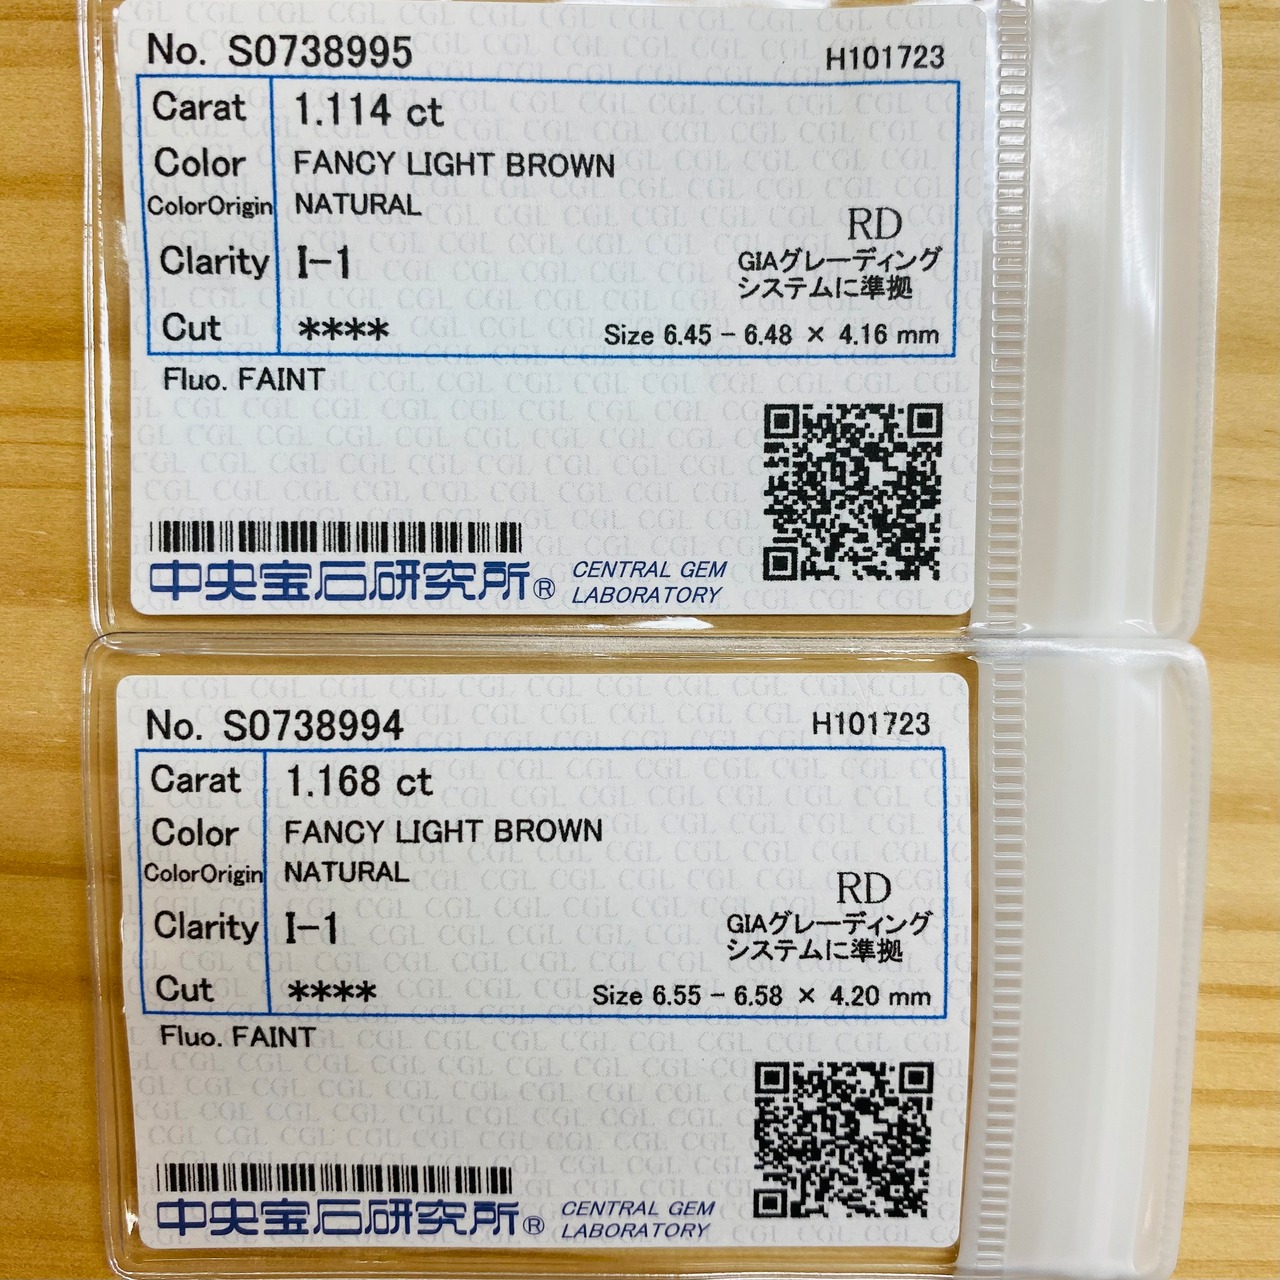 No. S0738995 H101723
Carat 1.114 ct
Color FANCY LIGHT BROWN
ColorOrigin NATURAL
RD
Clarity I-1 GIAグレーディング
システムに準拠
Cut **** Size 6.45 - 6.48 × 4.16 mm
Fluo. FAINT
中央宝石研究所® CENTRAL GEM
LABORATORY
No. S0738994 H101723
Carat 1.168 ct
Color FANCY LIGHT BROWN
ColorOrigin NATURAL
RD
Clarity I-1 GIAグレーディング
システムに準拠
Cut **** Size 6.55 - 6.58 × 4.20 mm
Fluo. FAINT
中央宝石研究所® CENTRAL GEM
LABORATORY